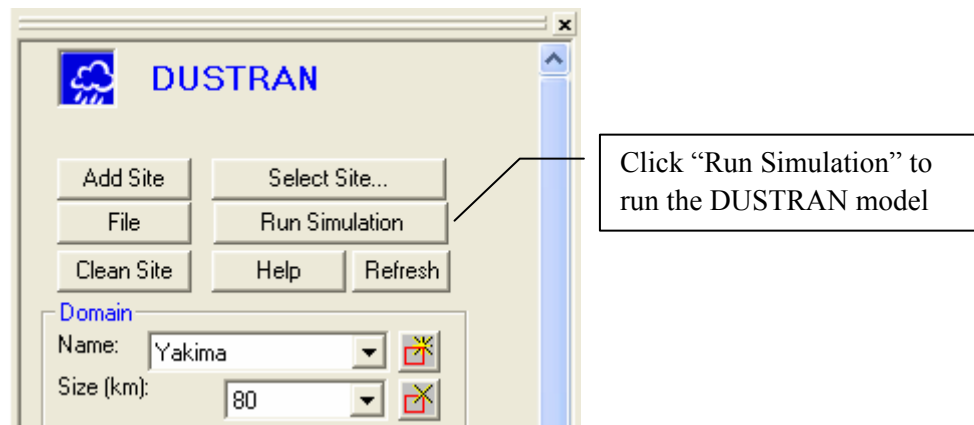 DUSTRAN
Add Site
Select Site...
File
Run Simulation
Clean Site
Help
Refresh
Click “Run Simulation” to
run the DUSTRAN model
Domain
Name:
Yakima
Size (km):
80